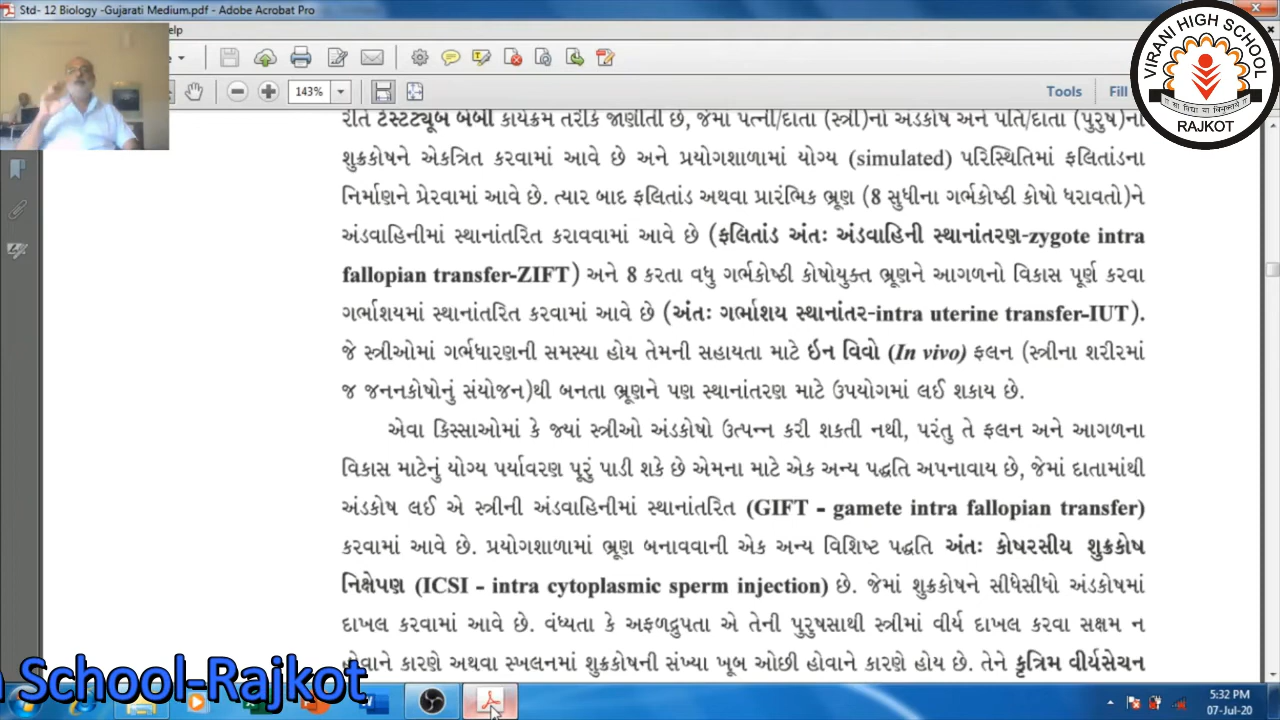 Std- 12 Biology -Gujarati Medium.pdf - Adobe Acrobat Pro
elp
143%
Tools
Fill
VIRANI HIGH SCHOOL
RAJKOT
રીતે ટેસ્ટટ્યૂબ બેબી કાર્યક્રમ તરીકે જાણીતી છે, જેમાં પત્ની/દાતા (સ્ત્રી)નો અંડકોષ અને પતિ/દાતા (પુરુષ)ના
શુક્રકોષને એકત્રિત કરવામાં આવે છે અને પ્રયોગશાળામાં યોગ્ય (simulated) પરિસ્થિતિમાં ફલિતાંડના
નિર્માણને પ્રેરવામાં આવે છે. ત્યાર બાદ ફલિતાંડ અથવા પ્રારંભિક ભ્રૂણ (8 સુધીના ગર્ભકોષ્ઠી કોષો ધરાવતો)ને
અંડવાહિનીમાં સ્થાનાંતરિત કરાવવામાં આવે છે (ફલિતાંડ અંતઃ અંડવાહિની સ્થાનાંતરણ-zygote intra
fallopian transfer-ZIFT) અને 8 કરતા વધુ ગર્ભકોષ્ઠી કોષોયુક્ત ભ્રૂણને આગળનો વિકાસ પૂર્ણ કરવા
ગર્ભાશયમાં સ્થાનાંતરિત કરવામાં આવે છે (અંતઃ ગર્ભાશય સ્થાનાંતર-intra uterine transfer-IUT).
જે સ્ત્રીઓમાં ગર્ભધારણની સમસ્યા હોય તેમની સહાયતા માટે ઇન વિવો (In vivo) ફલન (સ્ત્રીના શરીરમાં
જ જનનકોષોનું સંયોજન)થી બનતા ભ્રૂણને પણ સ્થાનાંતરણ માટે ઉપયોગમાં લઈ શકાય છે.
એવા કિસ્સાઓમાં કે જ્યાં સ્ત્રીઓ અંડકોષો ઉત્પન્ન કરી શકતી નથી, પરંતુ તે ફલન અને આગળના
વિકાસ માટેનું યોગ્ય પર્યાવરણ પૂરું પાડી શકે છે એમના માટે એક અન્ય પદ્ધતિ અપનાવાય છે, જેમાં દાતામાંથી
અંડકોષ લઈ એ સ્ત્રીની અંડવાહિનીમાં સ્થાનાંતરિત (GIFT - gamete intra fallopian transfer)
કરવામાં આવે છે. પ્રયોગશાળામાં ભ્રૂણ બનાવવાની એક અન્ય વિશિષ્ટ પદ્ધતિ અંતઃ કોષરસીય શુક્રકોષ
નિક્ષેપણ (ICSI - intra cytoplasmic sperm injection) છે. જેમાં શુક્રકોષને સીધેસીધો અંડકોષમાં
દાખલ કરવામાં આવે છે. વંધ્યતા કે અફળદ્રુપતા એ તેની પુરુષસાથી સ્ત્રીમાં વીર્ય દાખલ કરવા સક્ષમ ન
હોવાને કારણે અથવા સ્ખલનમાં શુક્રકોષની સંખ્યા ખૂબ ઓછી હોવાને કારણે હોય છે. તેને કૃત્રિમ વીર્યસેચન
School-Rajkot
5:32 PM
07-Jul-20